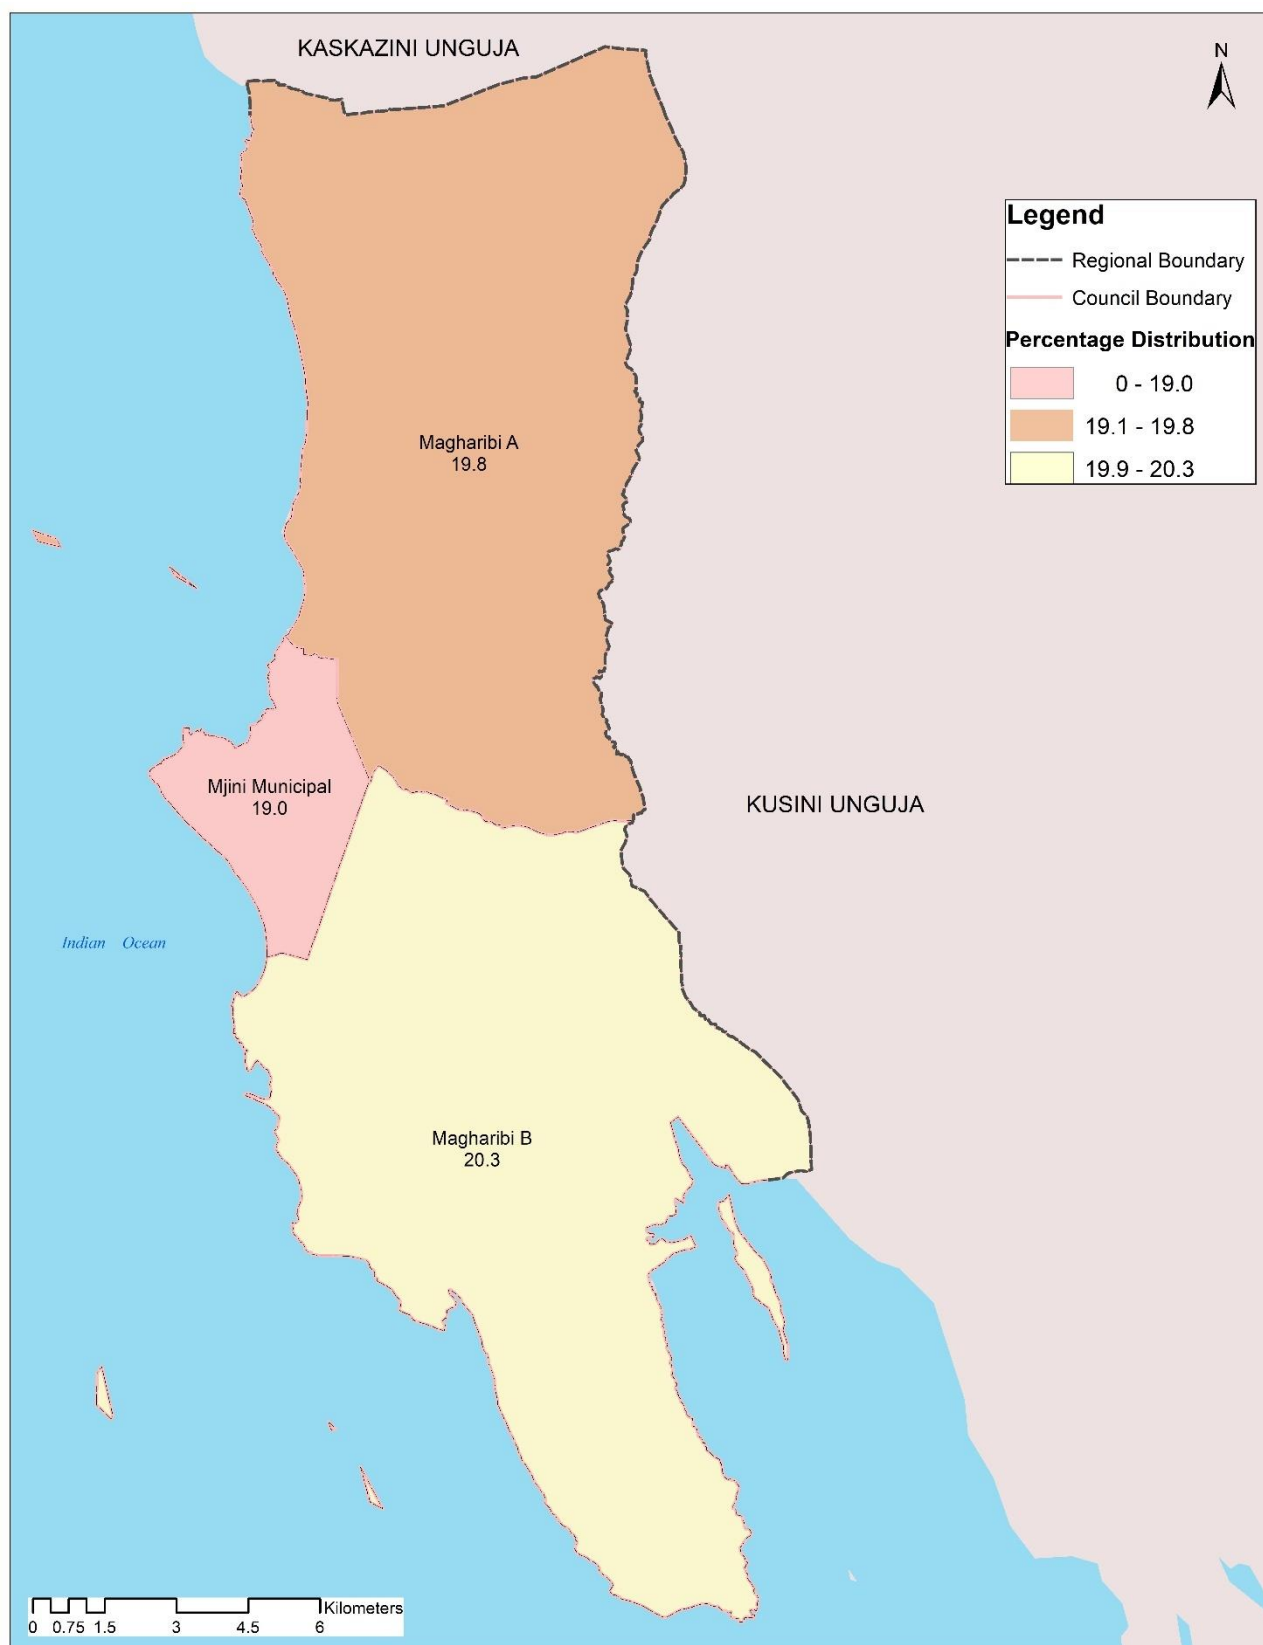 KASKAZINI UNGUJA
N
Legend
Regional Boundary
Council Boundary
Percentage Distribution
0 - 19.0
19.1 - 19.8
19.9 - 20.3
Magharibi A
19.8
Mjini Municipal
19.0
KUSINI UNGUJA
Indian Ocean
Magharibi B
20.3
Kilometers
0 0.75 1.5 3 4.5 6